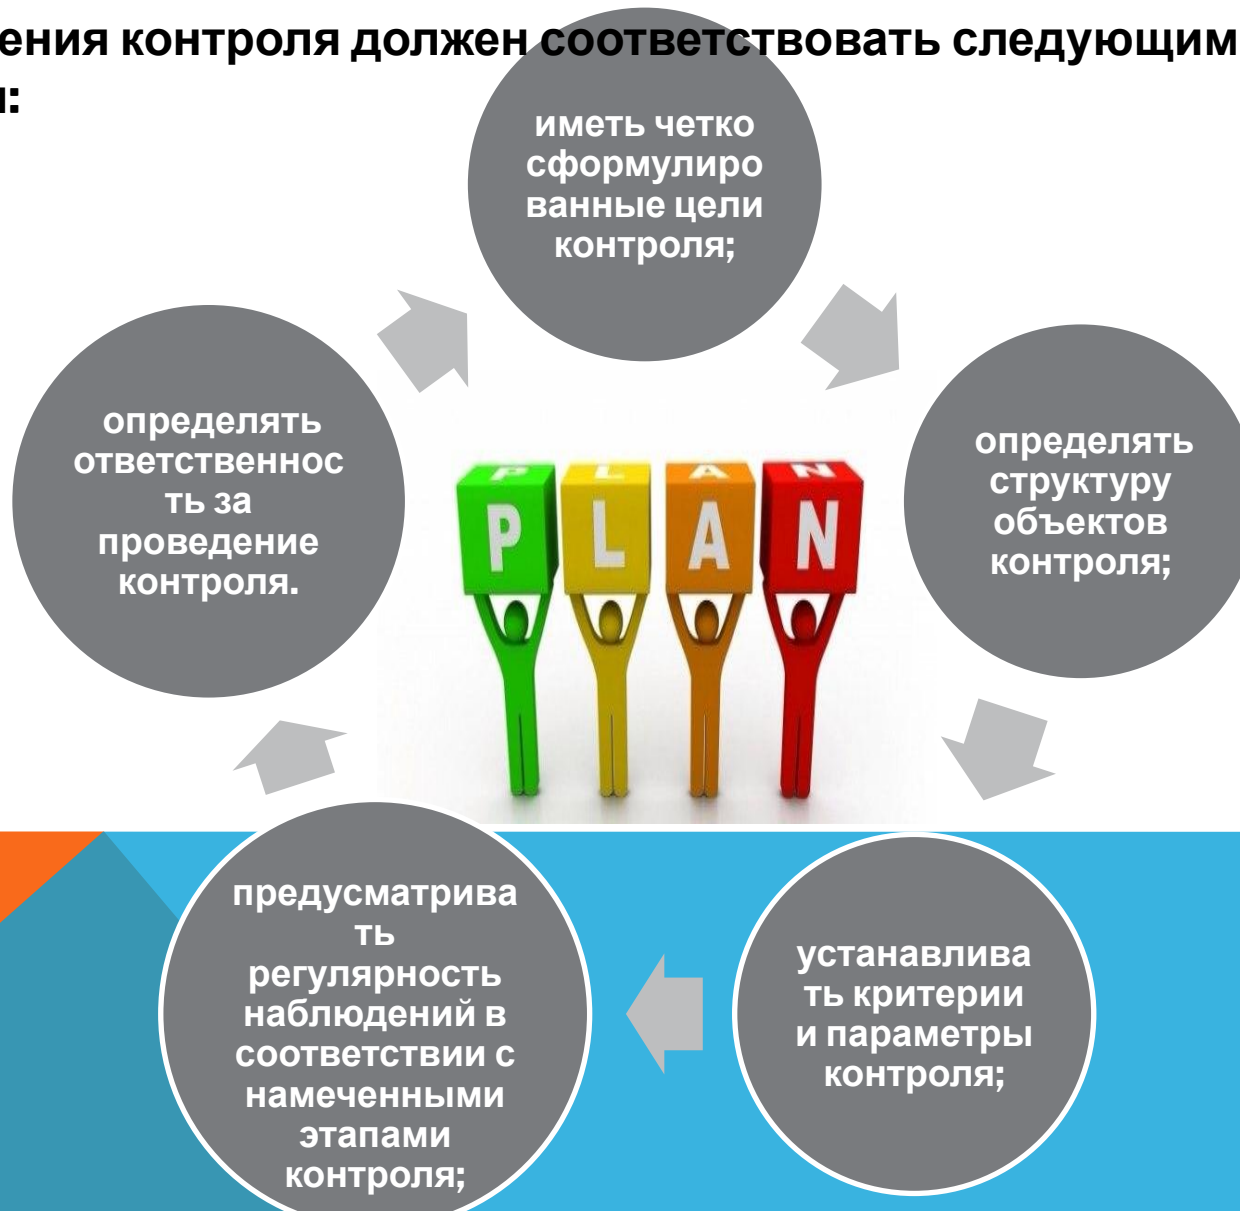 ения контроля должен соответствовать следующим
:
иметь четко
сформулиро
ванные цели
контроля;
определять
структуру
объектов
контроля;
устанавлива
ть критерии
и параметры
контроля;
предусматрива
ть
регулярность
наблюдений в
соответствии с
намеченными
этапами
контроля;
определять
ответственнос
ть за
проведение
контроля.
P L A N
P L A N